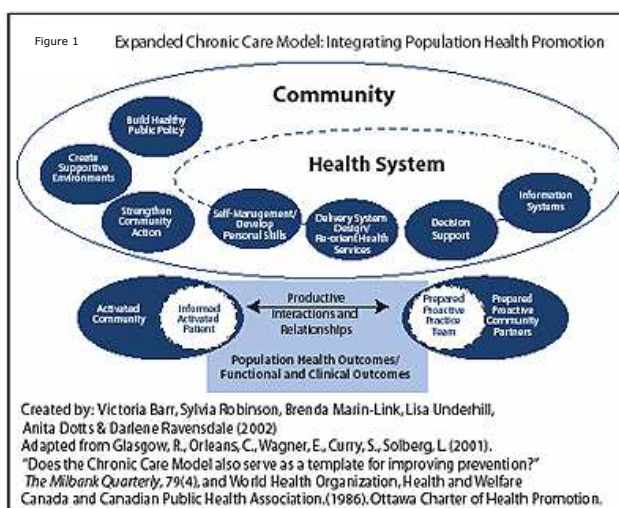 Figure 1
Expanded Chronic Care Model: Integrating Population Health Promotion
Community
Build Healthy
Public Policy
Health System
Create
Supportive
Environments
Strengthen
Community
Action
Self-Management/
Develop
Personal Skills
Delivery System
Design/
Re-orient Health
Services
Decision
Support
Information
Systems
Activated
Community
Informed
Activated
Patient
Productive
Interactions and
Relationships
Prepared
Proactive
Practice
Team
Prepared
Proactive
Community
Partners
Population Health Outcomes/
Functional and Clinical Outcomes
Created by: Victoria Barr, Sylvia Robinson, Brenda Marin-Link, Lisa Underhill,
Anita Dotts & Darlene Ravensdale (2002)
Adapted from Glasgow, R., Orleans, C., Wagner, E., Curry, S., Solberg, L. (2001).
"Does the Chronic Care Model also serve as a template for improving prevention?"
The Milbank Quarterly, 79(4), and World Health Organization, Health and Welfare
Canada and Canadian Public Health Association.(1986). Ottawa Charter of Health Promotion.